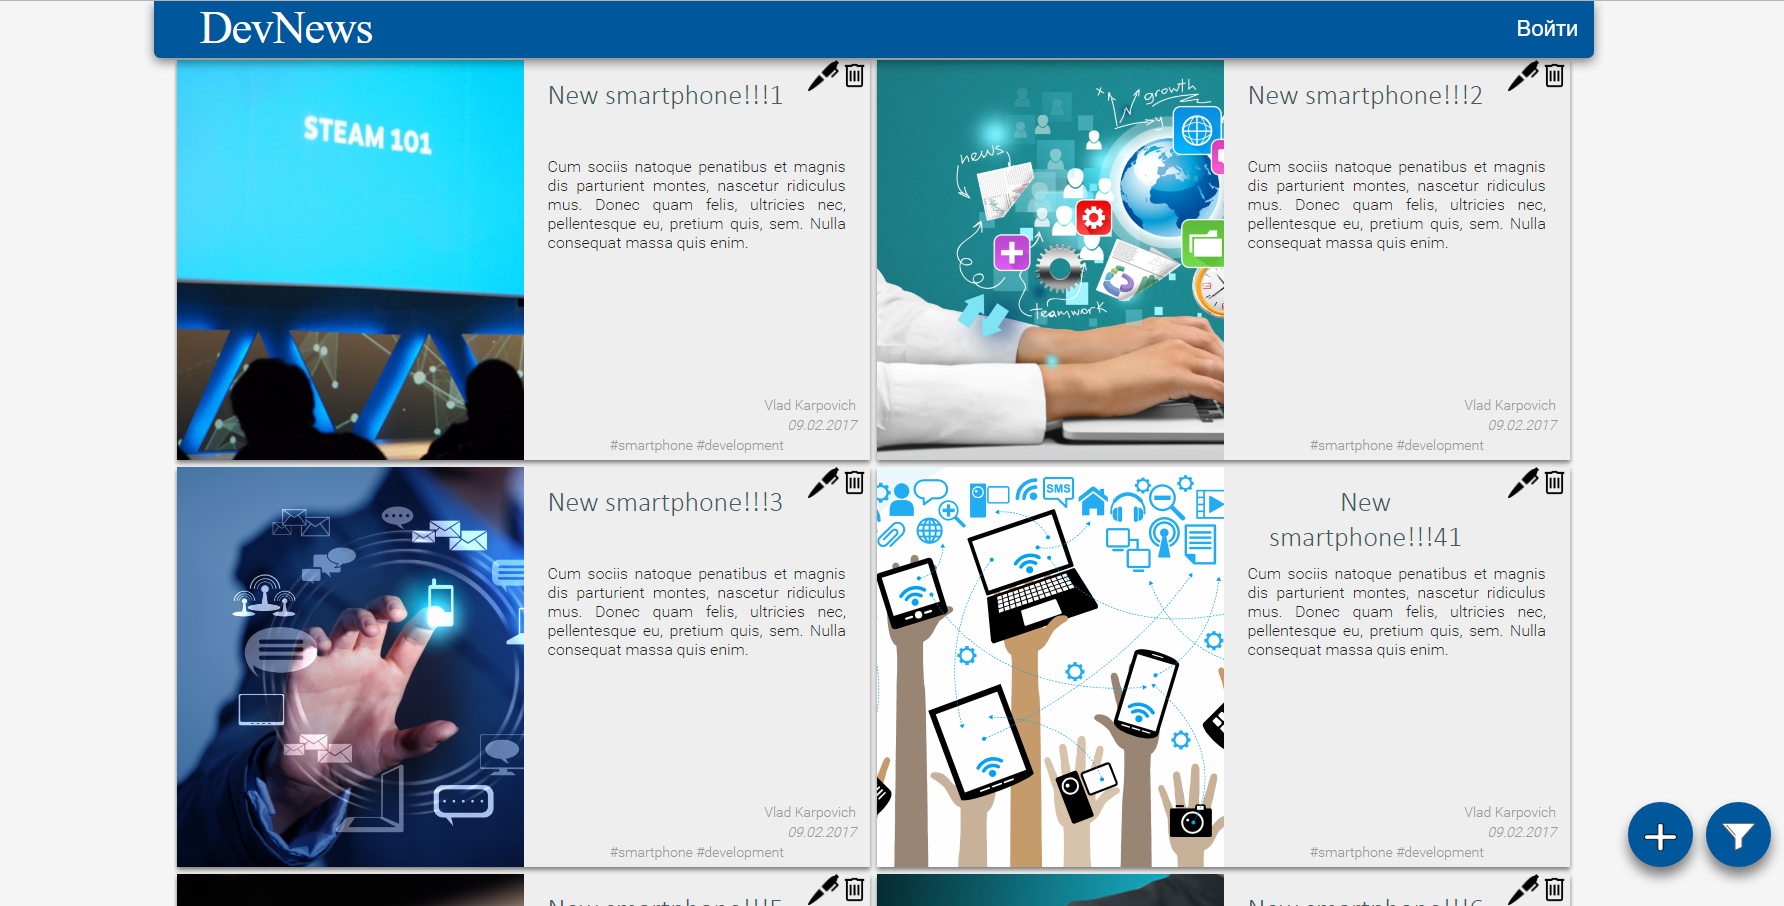 DevNews
Войти
STEAM 101
New smartphone!!!1
Cum sociis natoque penatibus et magnis
dis parturient montes, nascetur ridiculus
mus. Donec quam felis, ultricies nec,
pellentesque eu, pretium quis, sem. Nulla
consequat massa quis enim.
Vlad Karpovich
09.02.2017
#smartphone #development
x
growth
y
news
teamwork
New smartphone!!!2
Cum sociis natoque penatibus et magnis
dis parturient montes, nascetur ridiculus
mus. Donec quam felis, ultricies nec,
pellentesque eu, pretium quis, sem. Nulla
consequat massa quis enim.
Vlad Karpovich
09.02.2017
#smartphone #development
New smartphone!!!3
Cum sociis natoque penatibus et magnis
dis parturient montes, nascetur ridiculus
mus. Donec quam felis, ultricies nec,
pellentesque eu, pretium quis, sem. Nulla
consequat massa quis enim.
Vlad Karpovich
09.02.2017
#smartphone #development
SMS
New
smartphone!!!41
Cum sociis natoque penatibus et magnis
dis parturient montes, nascetur ridiculus
mus. Donec quam felis, ultricies nec,
pellentesque eu, pretium quis, sem. Nulla
consequat massa quis enim.
Vlad Karpovich
09.02.2017
#smartphone #development
New smartphone!!!5
New smartphone!!!6